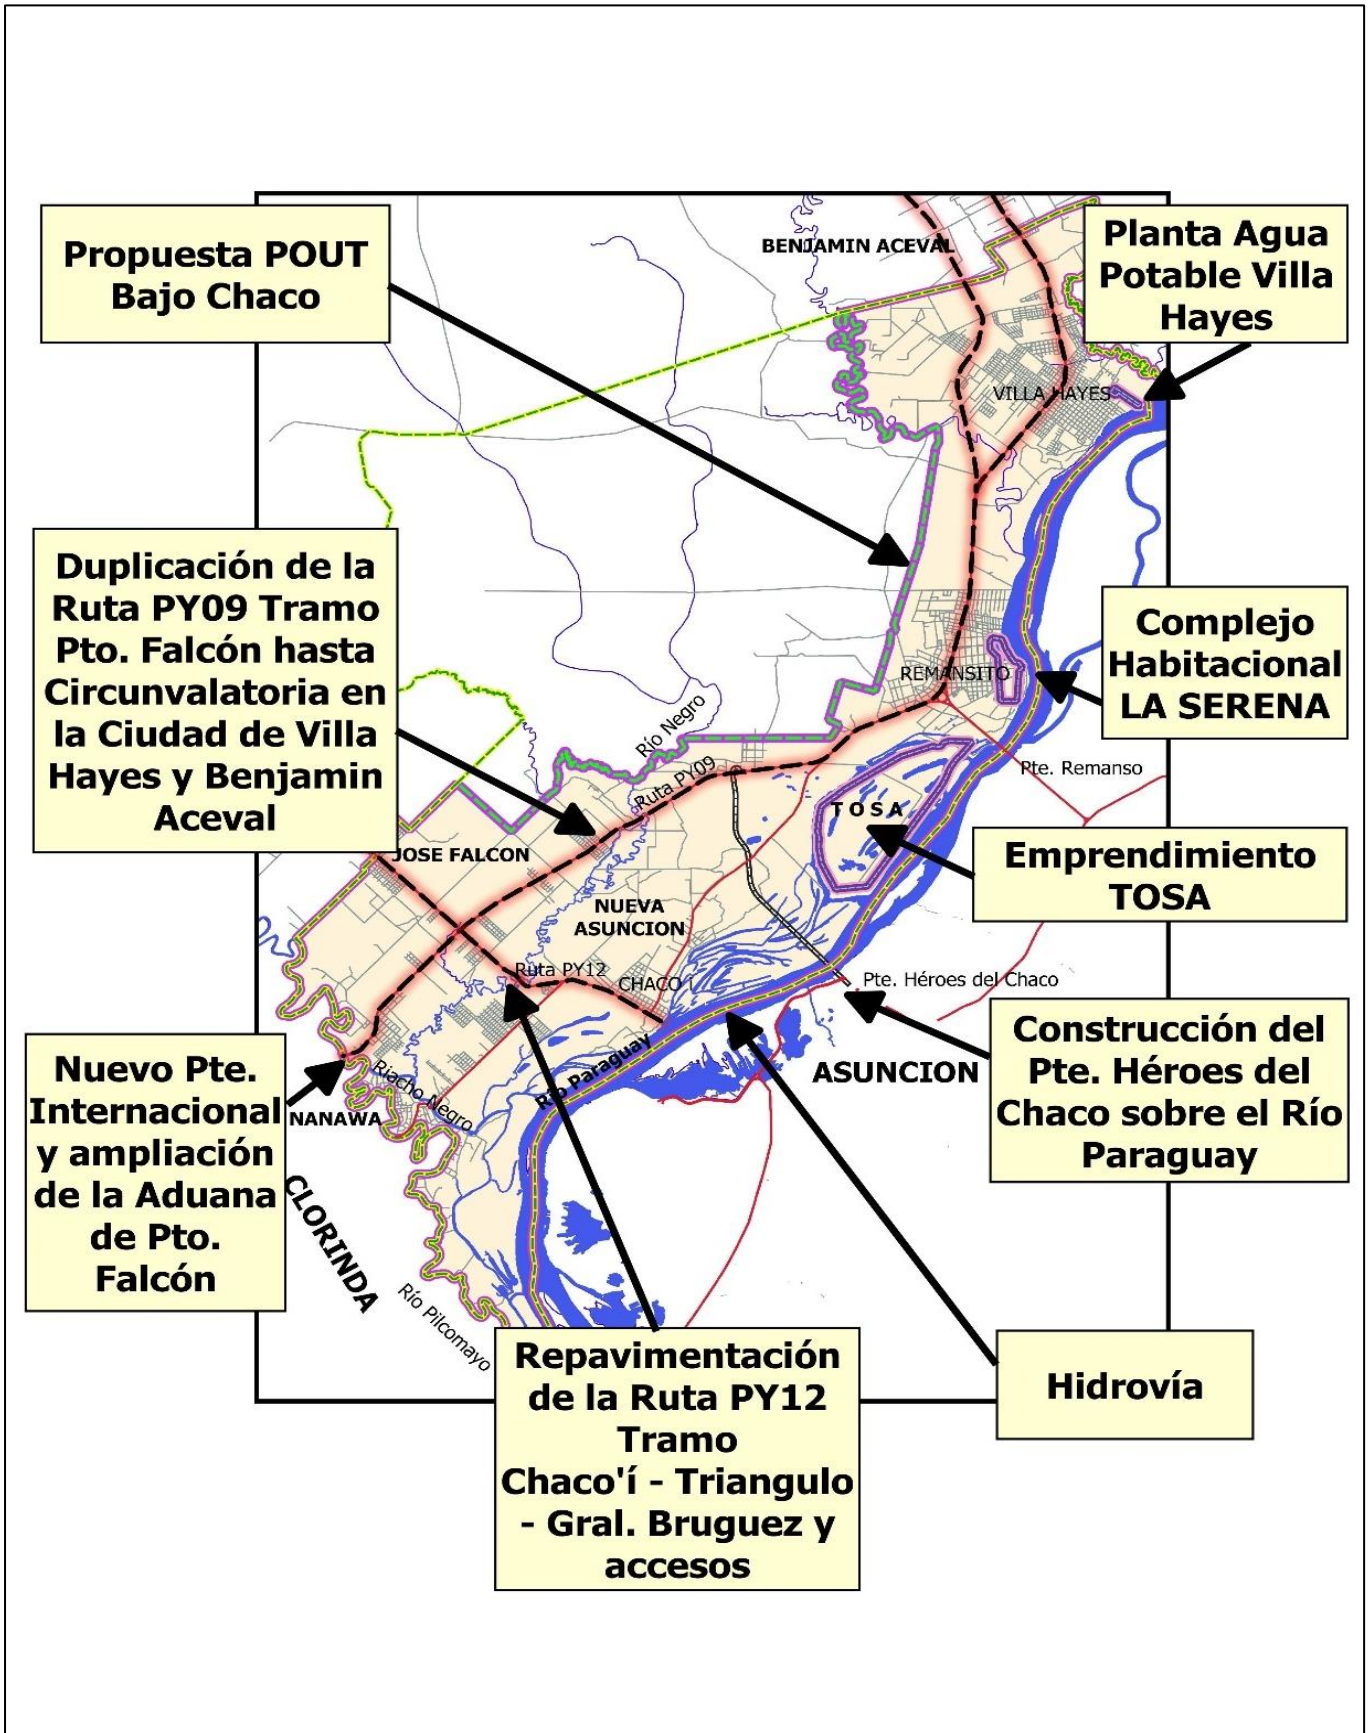 Propuesta POUT
Bajo Chaco
BENJAMIN ACEVAL
Planta Agua
Potable Villa
Hayes
VILLA HAYES
Duplicación de la
Ruta PY09 Tramo
Pto. Falcón hasta
Circunvalatoria en
la Ciudad de Villa
Hayes y Benjamin
Aceval
Complejo
Habitacional
LA SERENA
REMANSITO
Río Negro
Pte. Remanso
Ruta PY09
TOSA
JOSE FALCON
Emprendimiento
TOSA
NUEVA
ASUNCION
Ruta PY12
CHACO Í
Pte. Héroes del Chaco
Construcción del
Pte. Héroes del
Chaco sobre el Río
Paraguay
ASUNCION
Río Paraguay
Nuevo Pte.
Internacional
y ampliación
de la Aduana
de Pto.
Falcón
Riacho Negro
NANAWA
CLORINDA
Río Pilcomayo
Repavimentación
de la Ruta PY12
Tramo
Chaco'í - Triangulo
- Gral. Bruguez y
accesos
Hidrovía